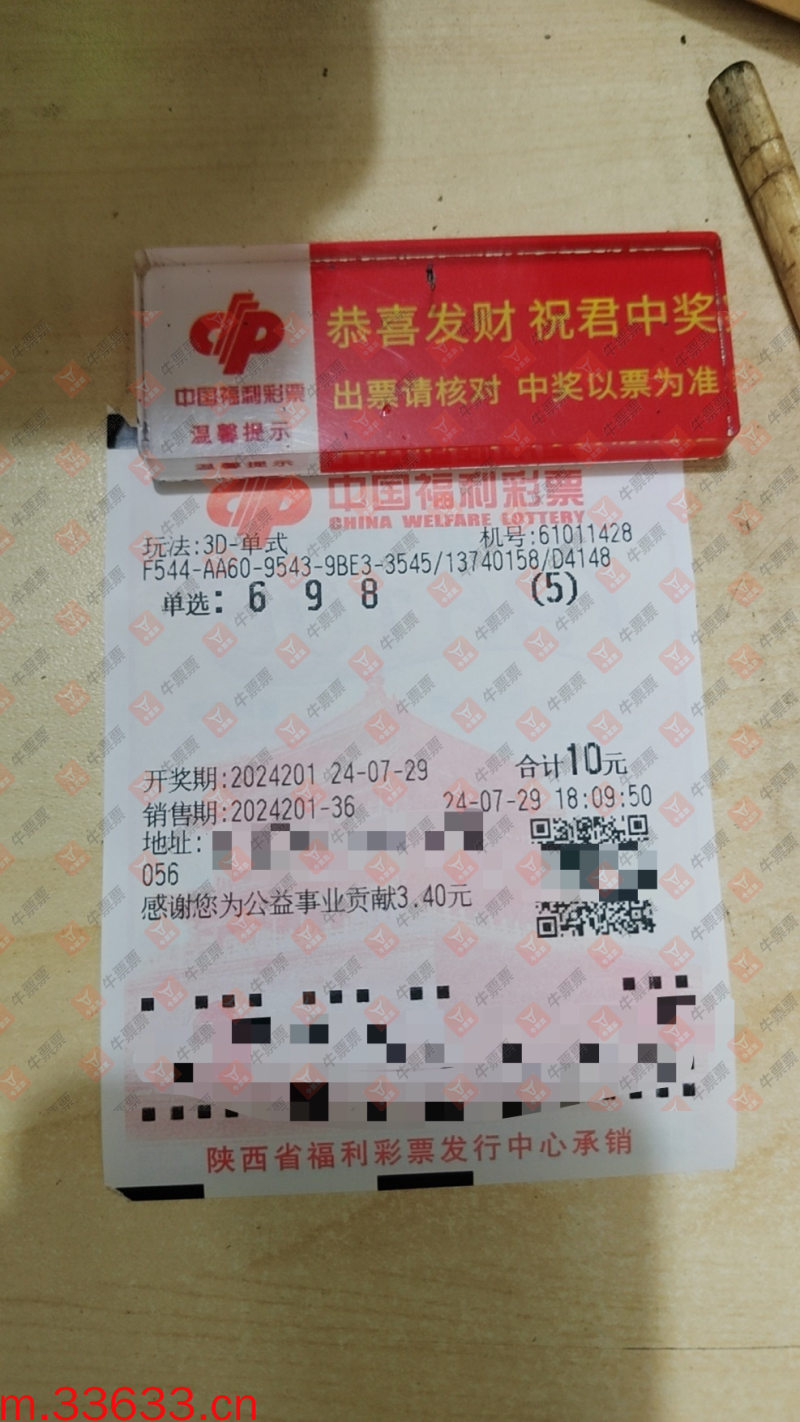 恭喜发财 祝君中奖
出票请核对 中奖以票为准
中国福利彩票
温馨提示
中国福利彩票
CHINA WELFARE LOTTERY
玩法:3D-单式 机号:61011428
F544-AA60-9543-9BE3-3545/13740158/D4148
单选: 6 9 8 (5)
开奖期:2024201 24-07-29 合计10元
销售期:2024201-36 24-07-29 18:09:50
地址:
056
感谢您为公益事业贡献3.40元
陕西省福利彩票发行中心承销
牛票票
m.33633.cn